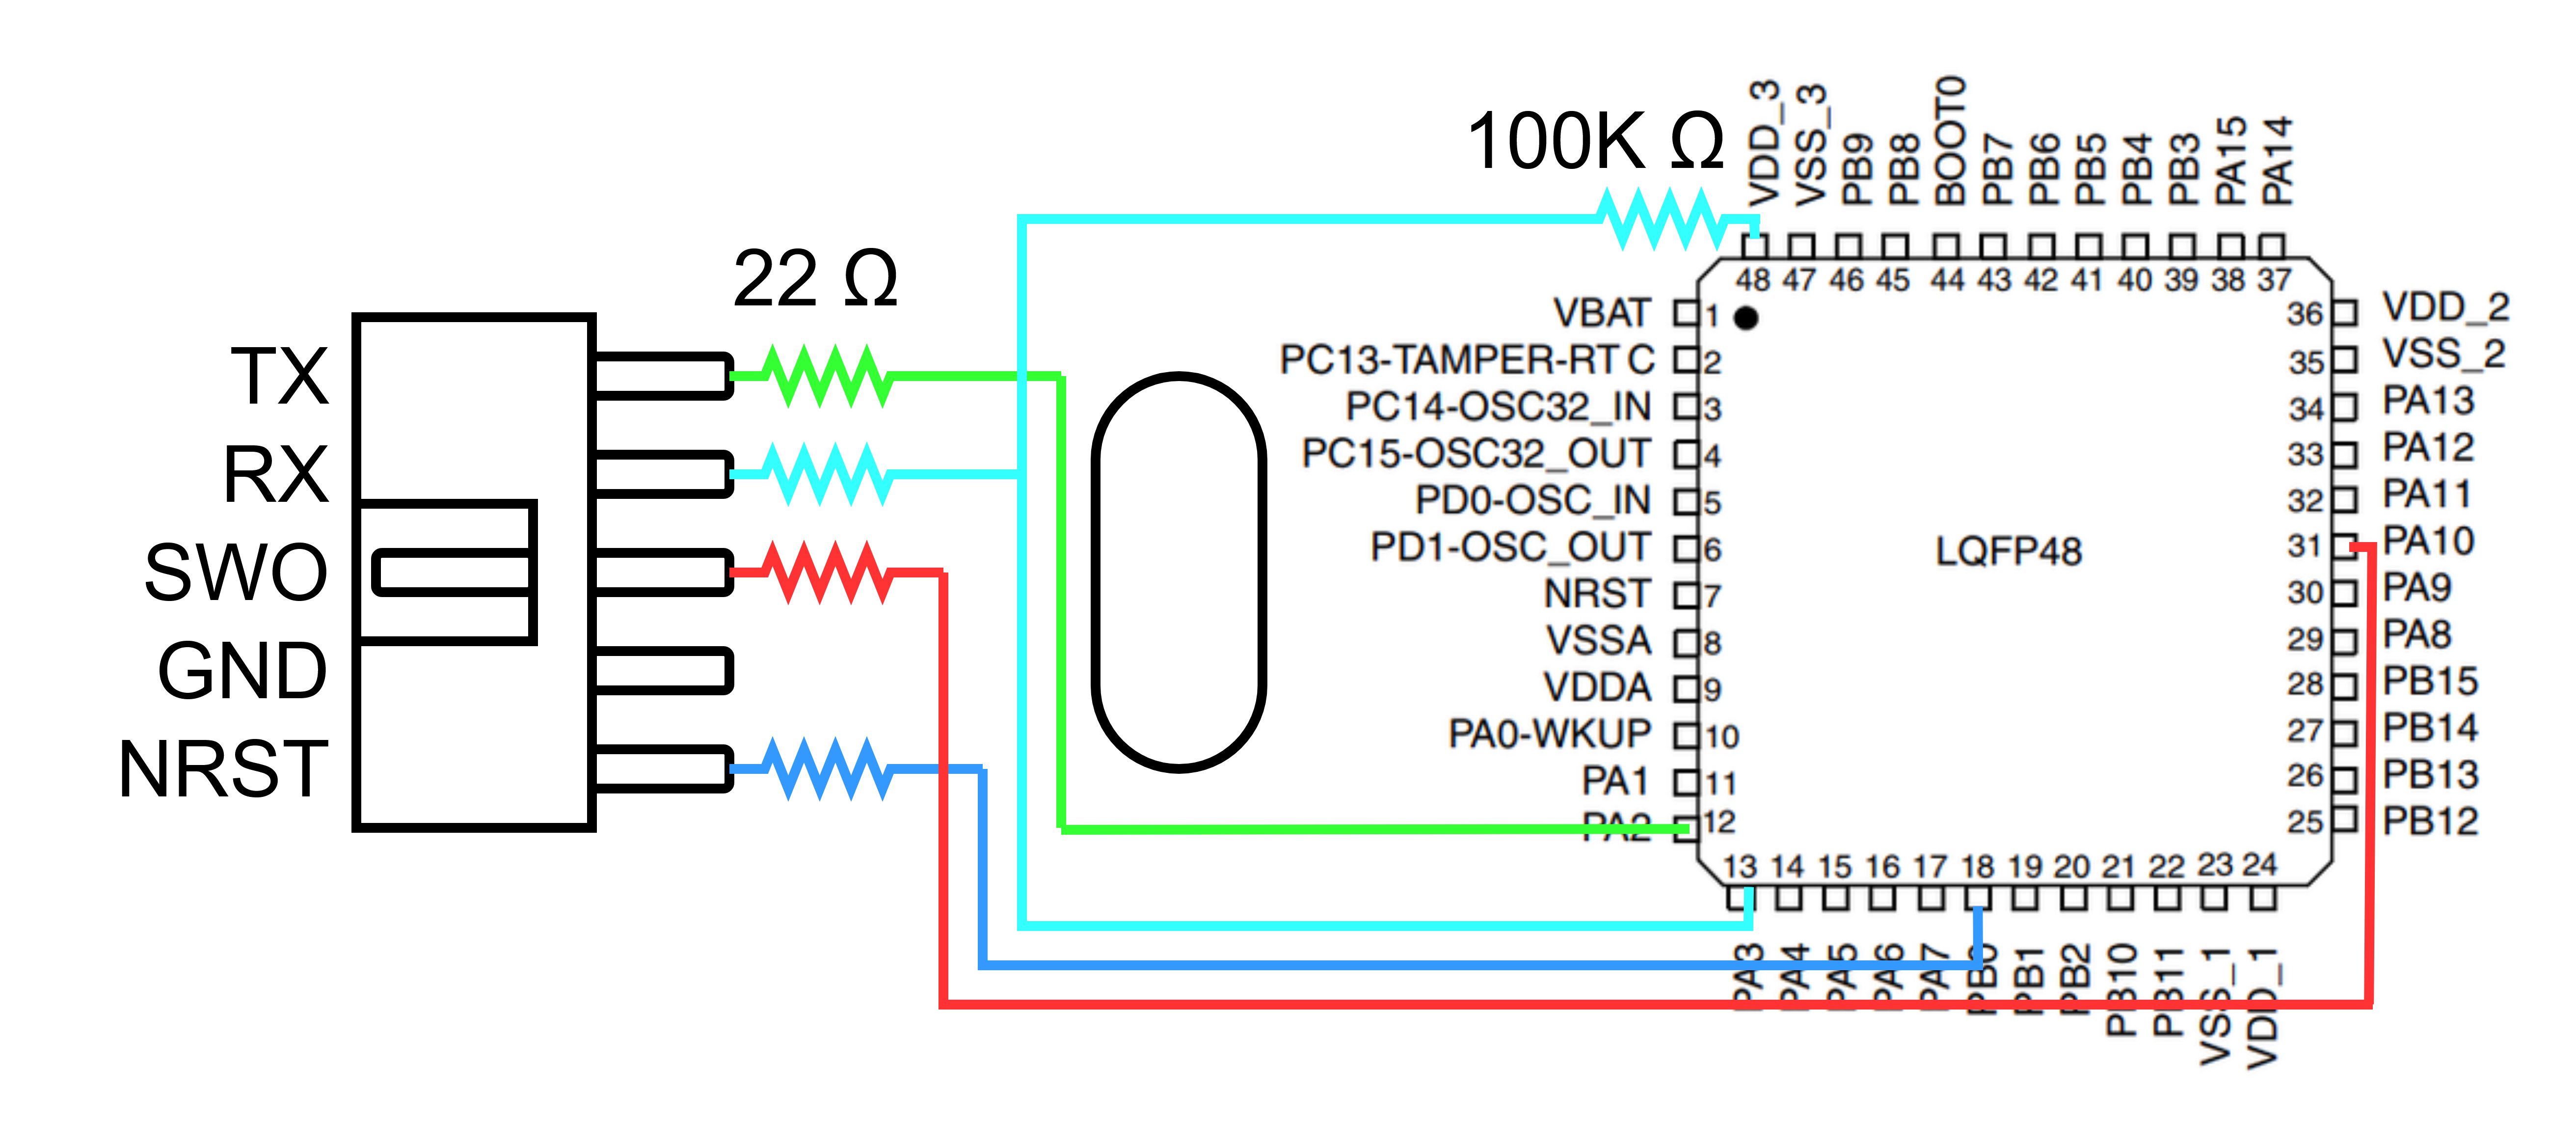 100K Ω
22 Ω
TX
RX
SWO
GND
NRST
VDD_3
VSS_3
PB9
PB8
BOOT0
PB7
PB6
PB5
PB4
PB3
PA15
PA14
48 47 46 45 44 43 42 41 40 39 38 37
VBAT 1
PC13-TAMPER-RTC 2
PC14-OSC32_IN 3
PC15-OSC32_OUT 4
PD0-OSC_IN 5
PD1-OSC_OUT 6
NRST 7
VSSA 8
VDDA 9
PA0-WKUP 10
PA1 11
PA2 12
LQFP48
36 VDD_2
35 VSS_2
34 PA13
33 PA12
32 PA11
31 PA10
30 PA9
29 PA8
28 PB15
27 PB14
26 PB13
25 PB12
13 14 15 16 17 18 19 20 21 22 23 24
PA3
PA4
PA5
PA6
PA7
PB0
PB1
PB2
PB10
PB11
VSS_1
VDD_1